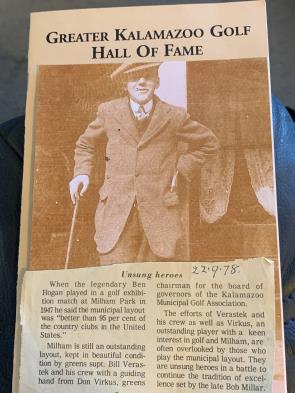 GREATER KALAMAZOO GOLF
HALL OF FAME
Unsung heroes
22·9·78.
When the legendary Ben
Hogan played in a golf exhibi-
tion match at Milham Park in
1947 he said the municipal layout
was "better than 95 per cent of
the country clubs in the United
States."
Milham is still an outstanding
layout, kept in beautiful condi-
tion by greens supt. Bill Veras-
tek and his crew with a guiding
hand from Don Virkus, greens
chairman for the board of
governors of the Kalamazoo
Municipal Golf Association.
The efforts of Verastek and
his crew as well as Virkus, an
outstanding player with a keen
interest in golf and Milham, are
often overlooked by those who
play the municipal layout. They
are unsung heroes in a battle to
continue the tradition of excel-
lence set by the late Bob Millar.